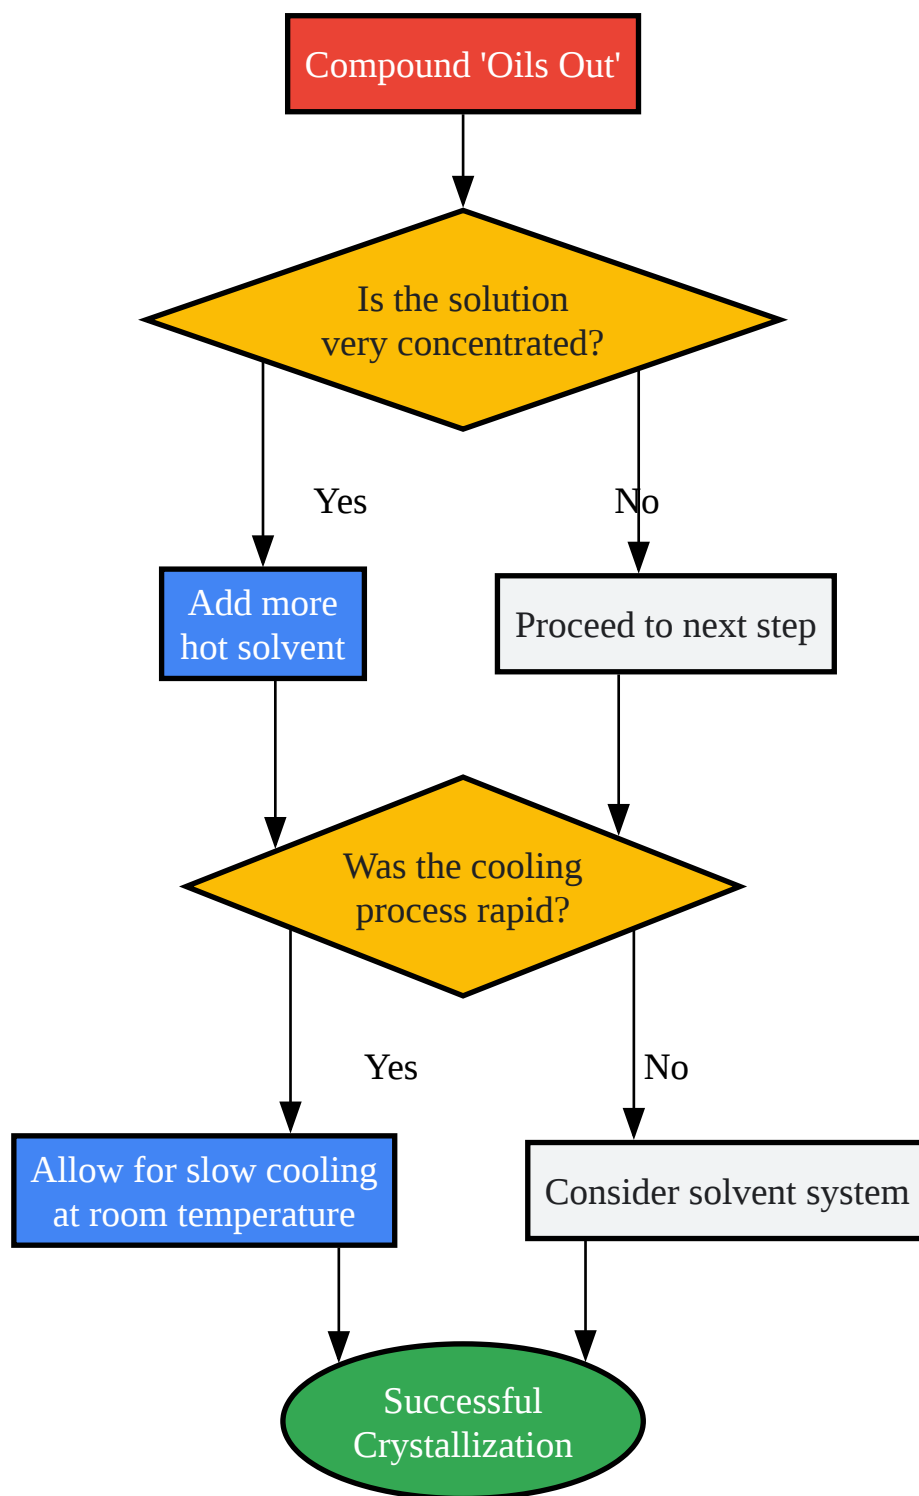 Compound 'Oils Out'
Is the solution
very concentrated?
Yes
No
Add more
hot solvent
Proceed to next step
Was the cooling
process rapid?
Yes
No
Allow for slow cooling
at room temperature
Consider solvent system
Successful
Crystallization